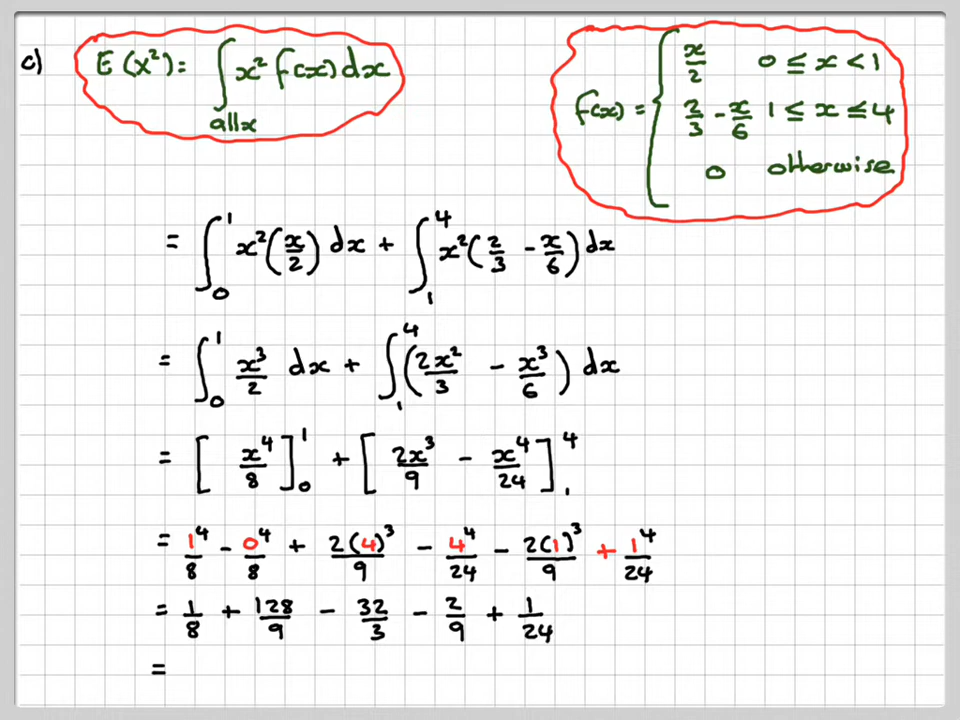 c) E(x²) = ∫ x² f(x) dx
all x
f(x) = { x/2 0 ≤ x < 1
2/3 - x/6 1 ≤ x ≤ 4
0 otherwise
= ∫₀¹ x²(x/2) dx + ∫₁⁴ x²(2/3 - x/6) dx
= ∫₀¹ x³/2 dx + ∫₁⁴ (2x²/3 - x³/6) dx
= [x⁴/8]₀¹ + [2x³/9 - x⁴/24]₁⁴
= 1⁴/8 - 0⁴/8 + 2(4)³/9 - 4⁴/24 - 2(1)³/9 + 1⁴/24
= 1/8 + 128/9 - 32/3 - 2/9 + 1/24
=